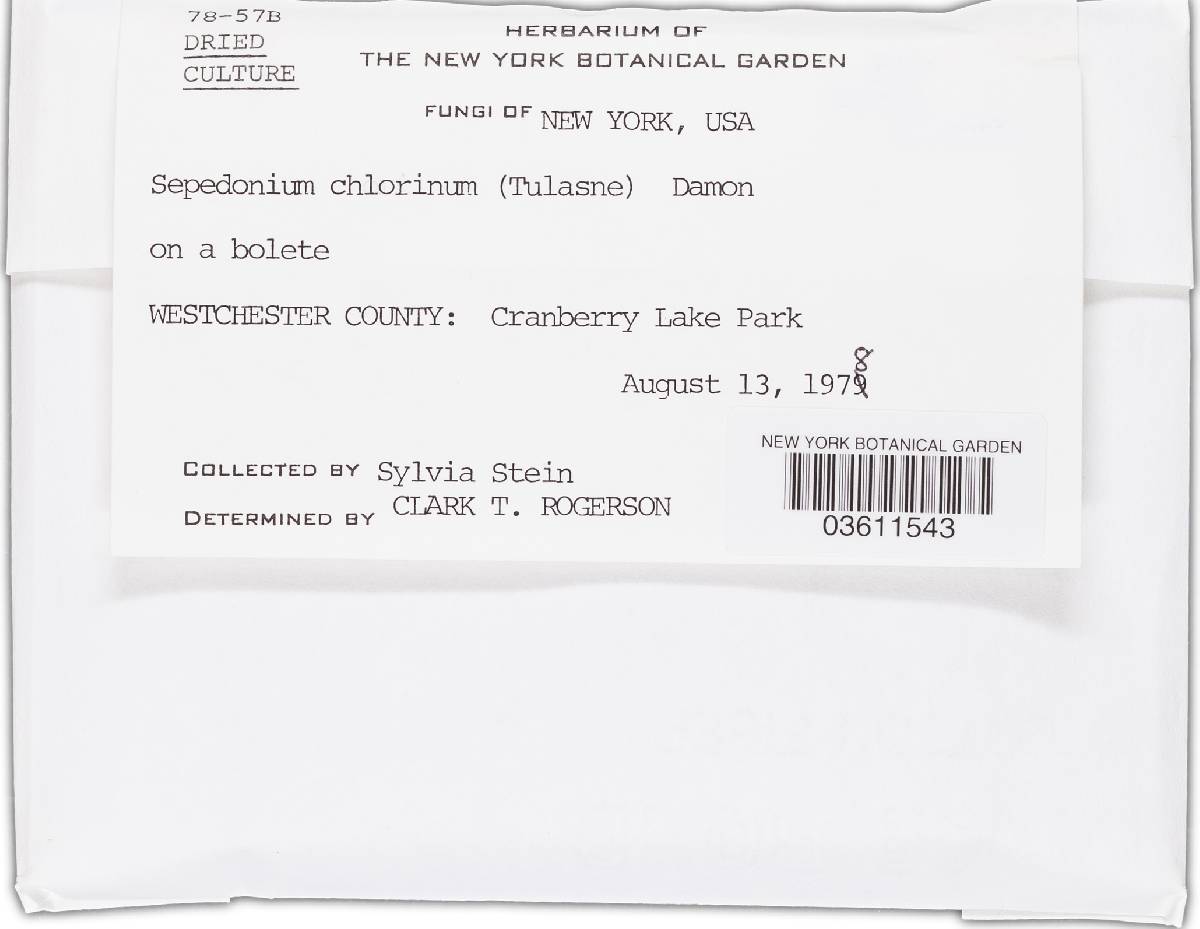 78-57B
DRIED
CULTURE
HERBARIUM OF
THE NEW YORK BOTANICAL GARDEN
FUNGI OF NEW YORK, USA
Sepedonium chlorinum (Tulasne) Damon
on a bolete
WESTCHESTER COUNTY: Cranberry Lake Park
August 13, 1978
COLLECTED BY Sylvia Stein
DETERMINED BY CLARK T. ROGERSON
NEW YORK BOTANICAL GARDEN
03611543